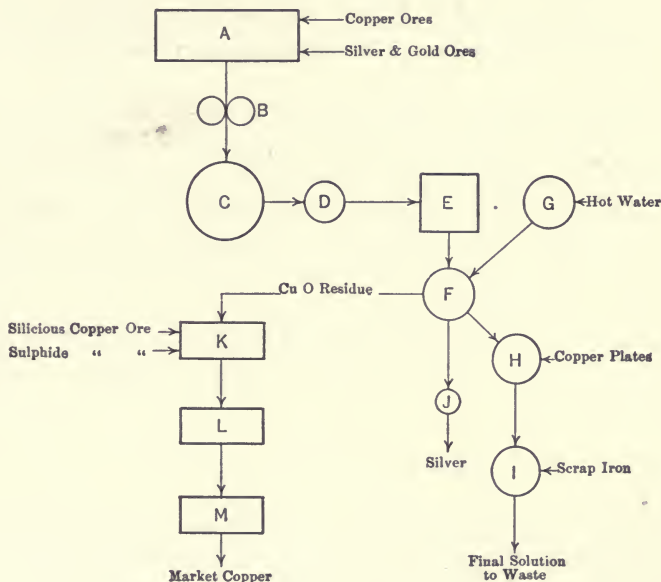 Copper Ores
A
Silver & Gold Ores
B
C
D
E
G
Hot Water
Cu O Residue
F
Silicious Copper Ore
Sulphide “ “
K
H
Copper Plates
J
L
Silver
I
Scrap Iron
M
Market Copper
Final Solution
to Waste